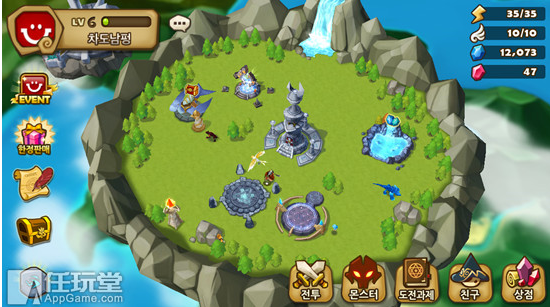 LV 6
차도남평
35/35
10/10
12,073
47
EVENT
한정판매
任玩堂
AppGame.com
전투
몬스터
도전과제
친구
상점